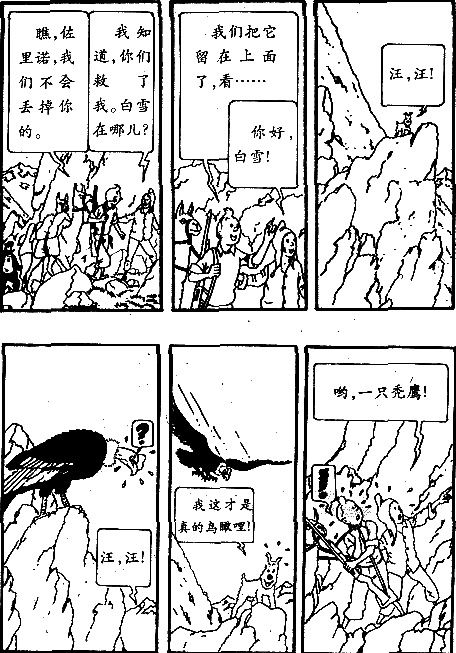 瞧,佐
里诺,我
们不会
丢掉你
的。
我知
道,你们
救了
我。白雪
在哪儿?
我们把它
留在上面
了,看……
你好,
白雪!
汪,汪!
?
汪,汪!
我这才是
真的鸟瞰哩!
哟,一只秃鹰!